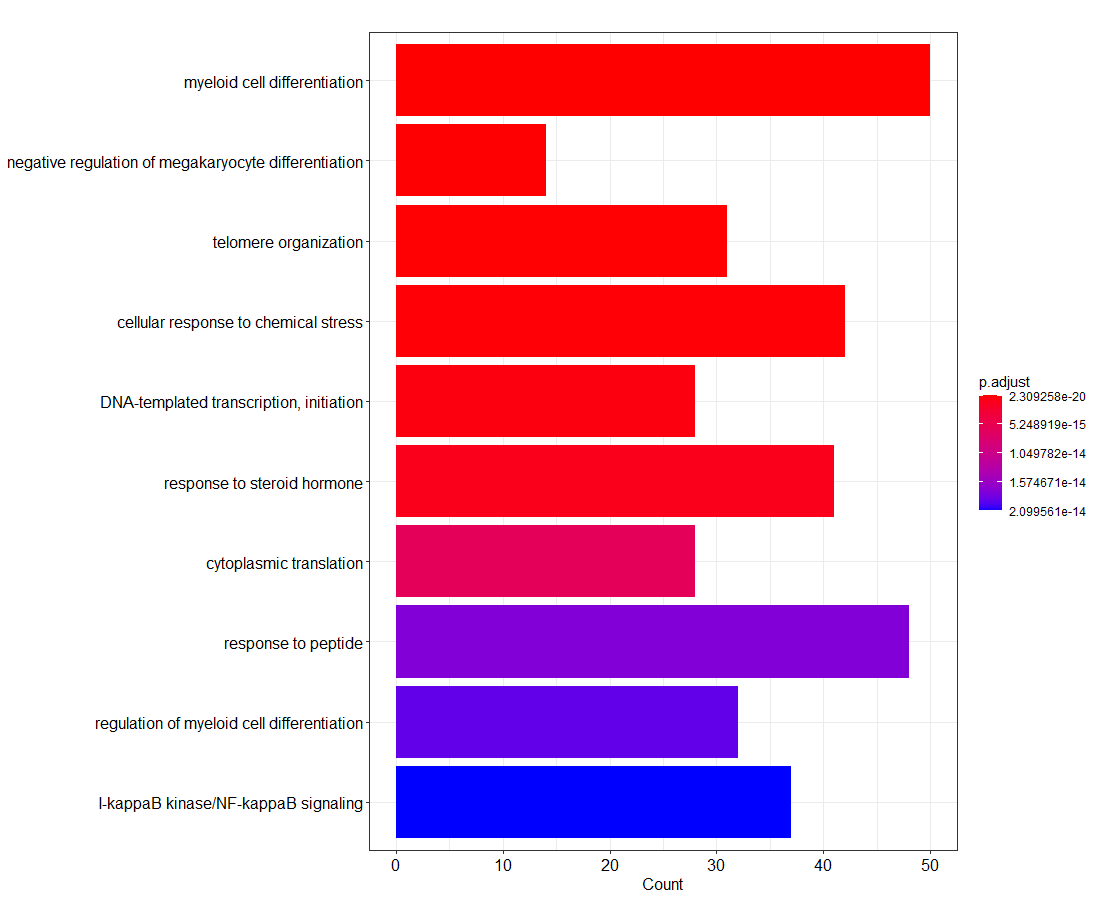 myeloid cell differentiation
negative regulation of megakaryocyte differentiation
telomere organization
cellular response to chemical stress
DNA-templated transcription, initiation
response to steroid hormone
cytoplasmic translation
response to peptide
regulation of myeloid cell differentiation
I-kappaB kinase/NF-kappaB signaling
0 10 20 30 40 50
Count
p.adjust
2.309258e-20
5.248919e-15
1.049782e-14
1.574671e-14
2.099561e-14